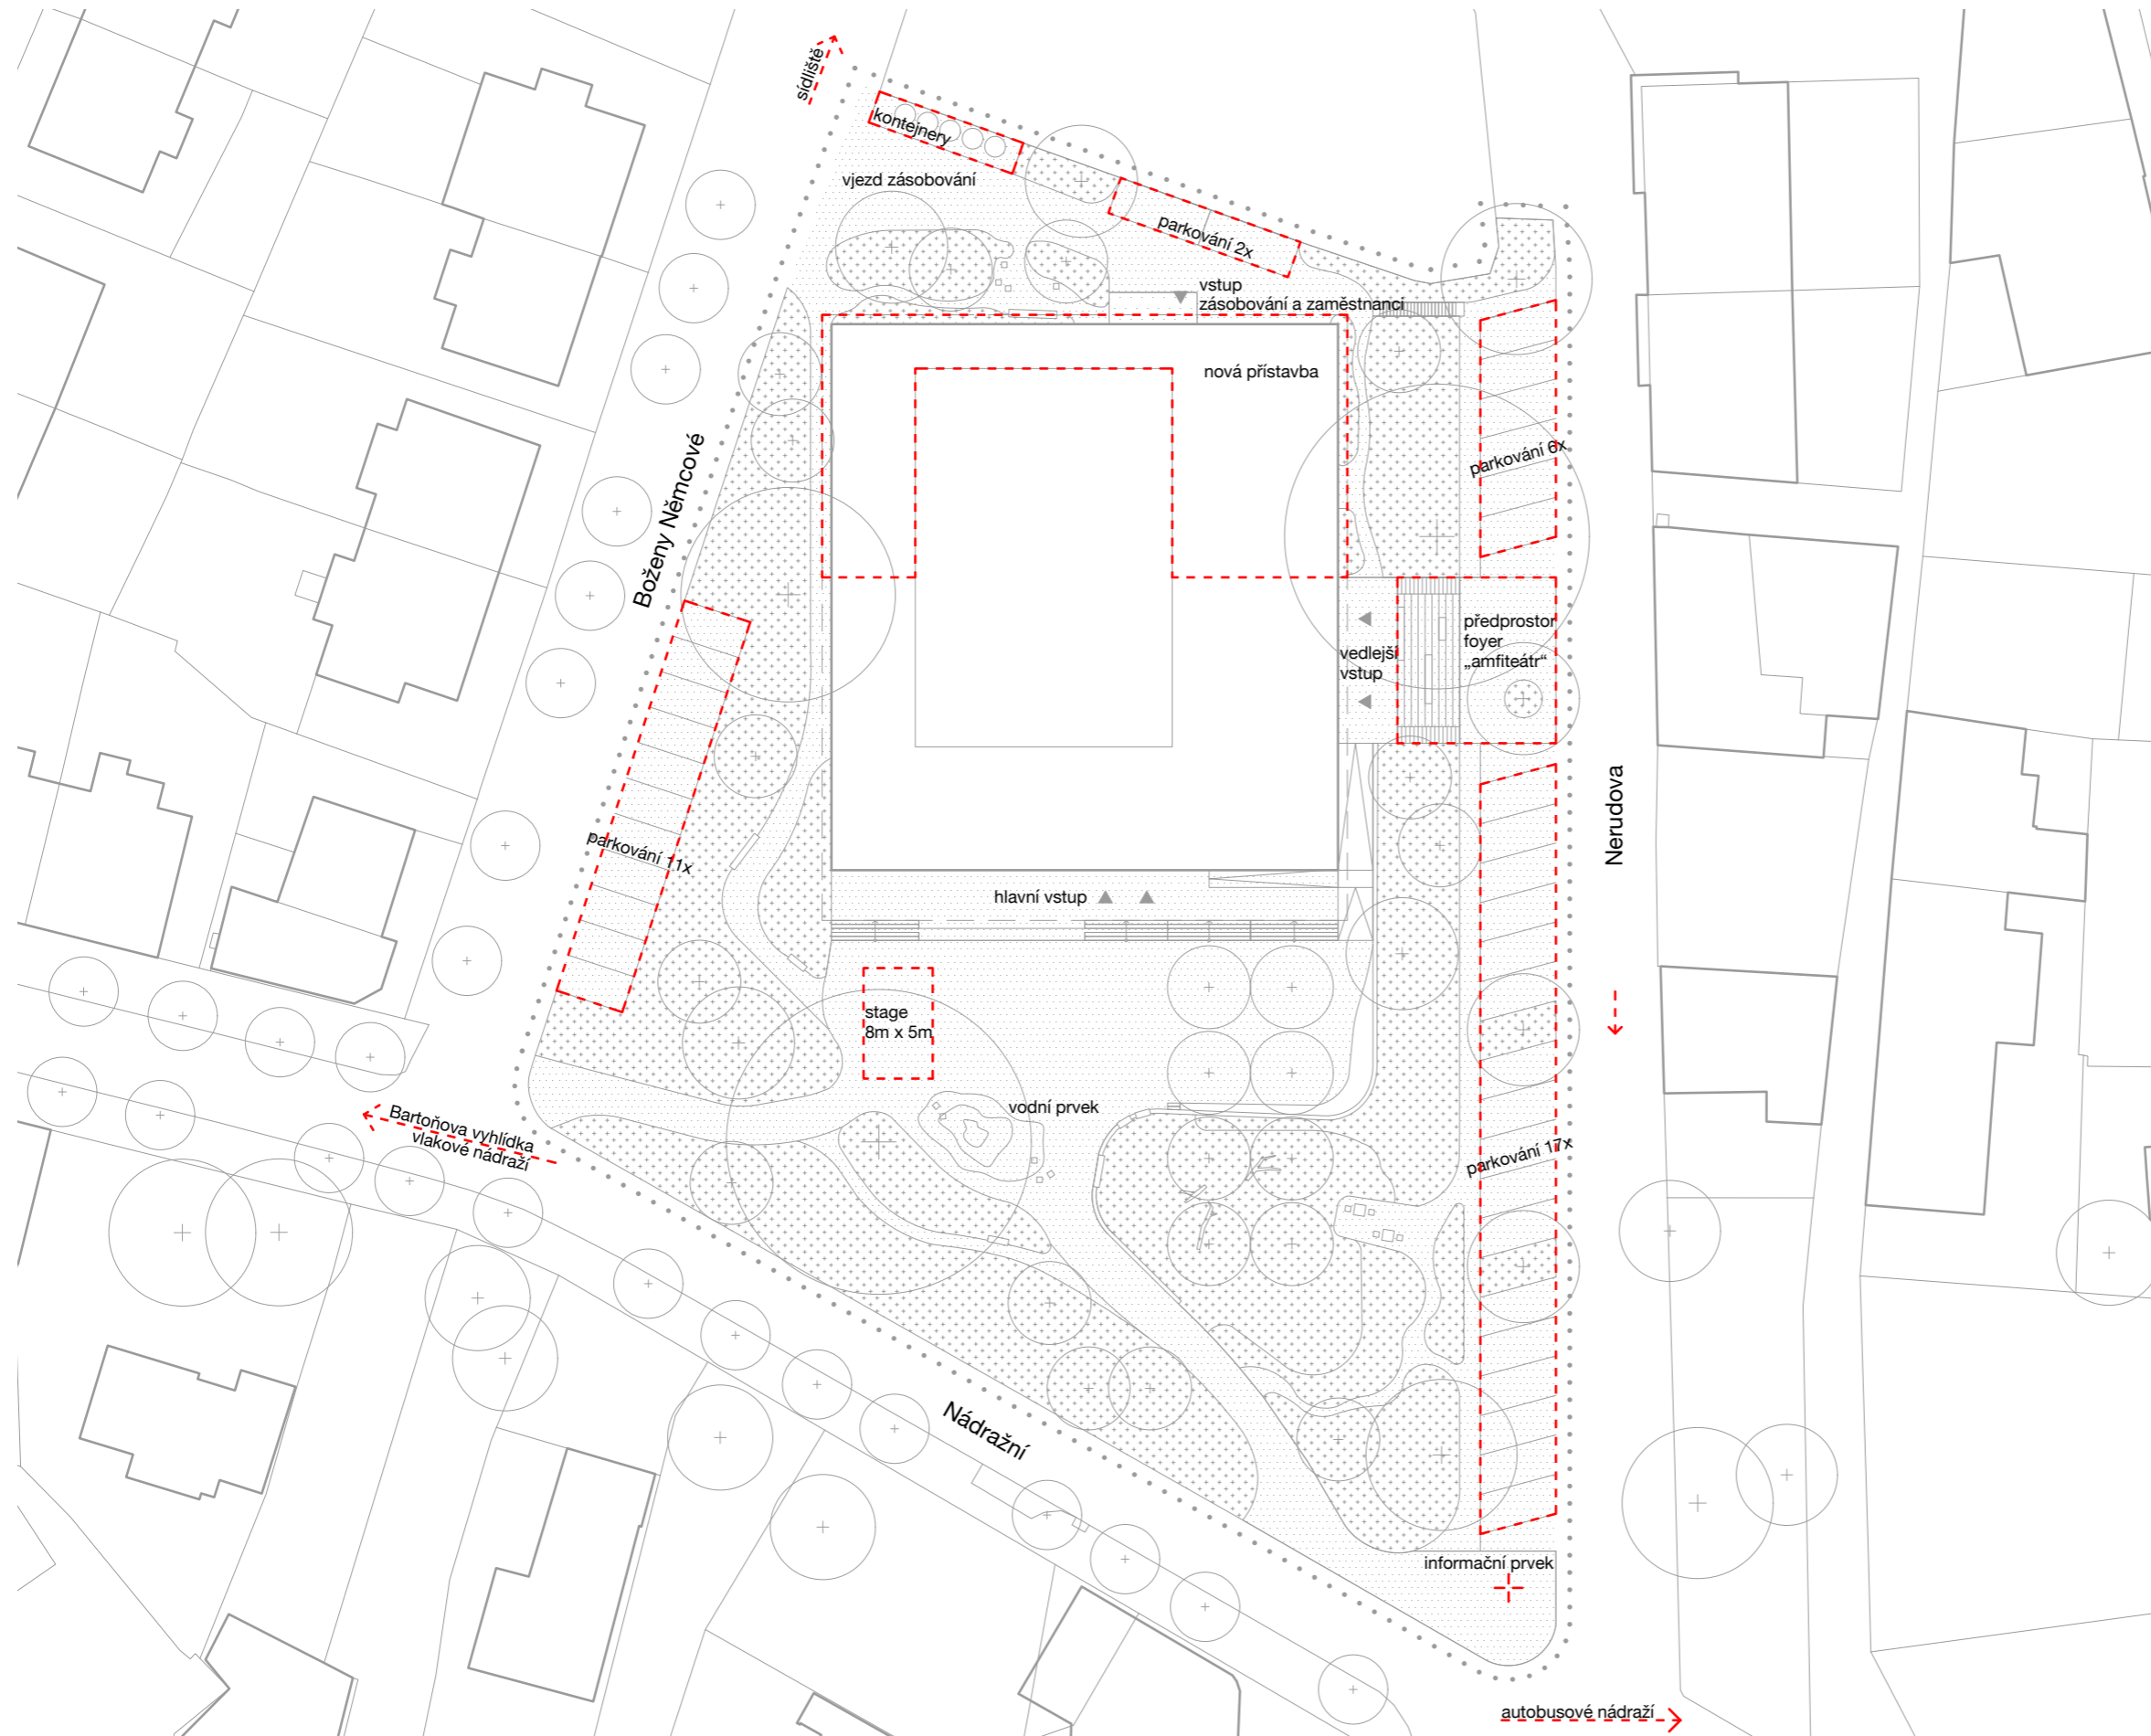 sídliště
kontejnery
vjezd zásobování
parkování 2x
vstup
zásobování a zaměstnanci
nová přístavba
Boženy Němcové
parkování 6x
předprostor
foyer
„amfiteátr“
vedlejší
vstup
Nerudova
parkování 11x
hlavní vstup
stage
8m x 5m
vodní prvek
Bartoňova vyhlídka
vlakové nádraží
parkování 17x
Nádražní
informační prvek
autobusové nádraží